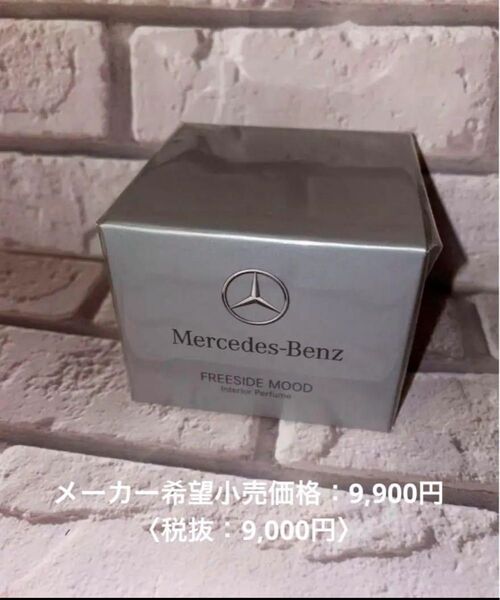 Mercedes-Benz
FREESIDE MOOD
Interior Perfume
メーカー希望小売価格：9,900円
〈税抜：9,000円〉